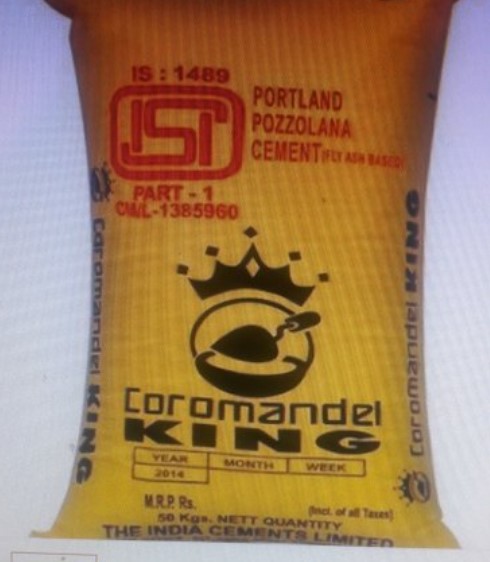 IS : 1489
ISI
PORTLAND
POZZOLANA
CEMENT (FLY ASH BASED)
PART - 1
CM/L-1385960
Coromandel
KING
YEAR MONTH WEEK
2014
M.R.P. Rs. (Incl. of all Taxes)
50 Kgs. NETT QUANTITY
THE INDIA CEMENTS LIMITED
Coromandel KING
Coromandel KING